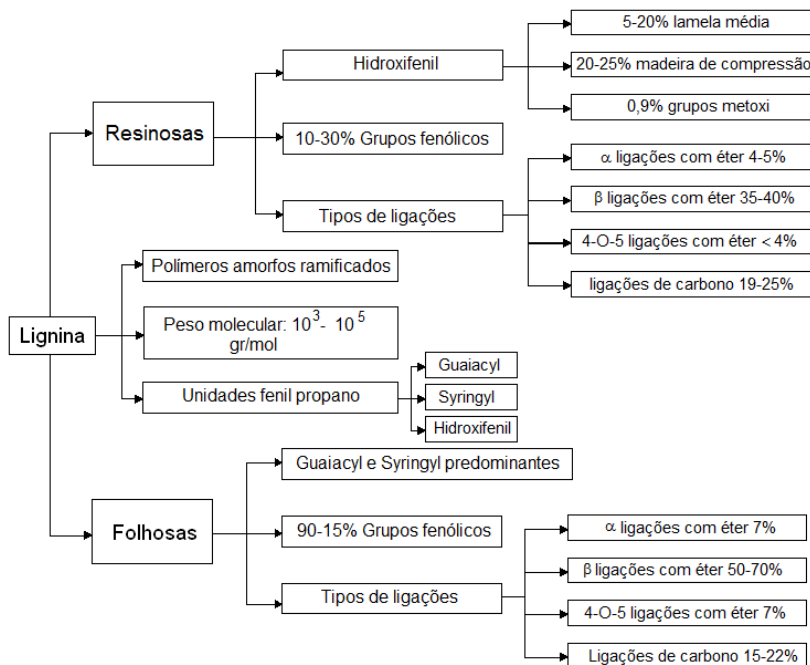 Lignina
Resinosas
Hidroxifenil
5-20% lamela média
20-25% madeira de compressão
0,9% grupos metoxi
10-30% Grupos fenólicos
Tipos de ligações
α ligações com éter 4-5%
β ligações com éter 35-40%
4-O-5 ligações com éter < 4%
ligações de carbono 19-25%
Polímeros amorfos ramificados
Peso molecular: 10³- 10⁵
gr/mol
Unidades fenil propano
Guaiacyl
Syringyl
Hidroxifenil
Folhosas
Guaiacyl e Syringyl predominantes
90-15% Grupos fenólicos
Tipos de ligações
α ligações com éter 7%
β ligações com éter 50-70%
4-O-5 ligações com éter 7%
Ligações de carbono 15-22%